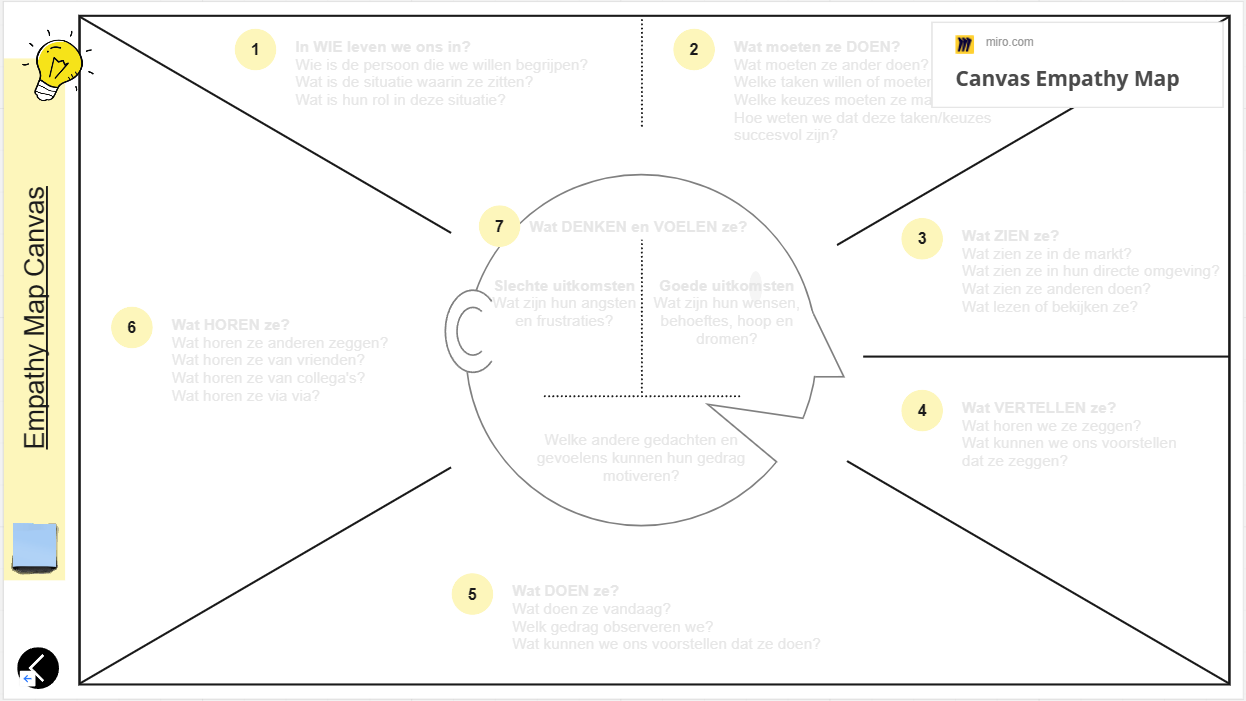 Empathy Map Canvas
miro.com
Canvas Empathy Map
1
In WIE leven we ons in?
Wie is de persoon die we willen begrijpen?
Wat is de situatie waarin ze zitten?
Wat is hun rol in deze situatie?
2
Wat moeten ze DOEN?
Wat moeten ze ander doen?
Welke taken willen of moeten
Welke keuzes moeten ze
Hoe weten we dat deze taken/keuzes
succesvol zijn?
3
Wat ZIEN ze?
Wat zien ze in de markt?
Wat zien ze in hun directe omgeving?
Wat zien ze anderen doen?
Wat lezen of bekijken ze?
4
Wat VERTELLEN ze?
Wat horen we ze zeggen?
Wat kunnen we ons voorstellen
dat ze zeggen?
5
Wat DOEN ze?
Wat doen ze vandaag?
Welk gedrag observeren we?
Wat kunnen we ons voorstellen dat ze doen?
6
Wat HOREN ze?
Wat horen ze anderen zeggen?
Wat horen ze van vrienden?
Wat horen ze van collega's?
Wat horen ze via via?
7
Wat DENKEN en VOELEN ze?
Slechte uitkomsten
Wat zijn hun angsten
en frustraties?
Goede uitkomsten
Wat zijn hun wensen,
behoeftes, hoop en
dromen?
Welke andere gedachten en
gevoelens kunnen hun gedrag
motiveren?